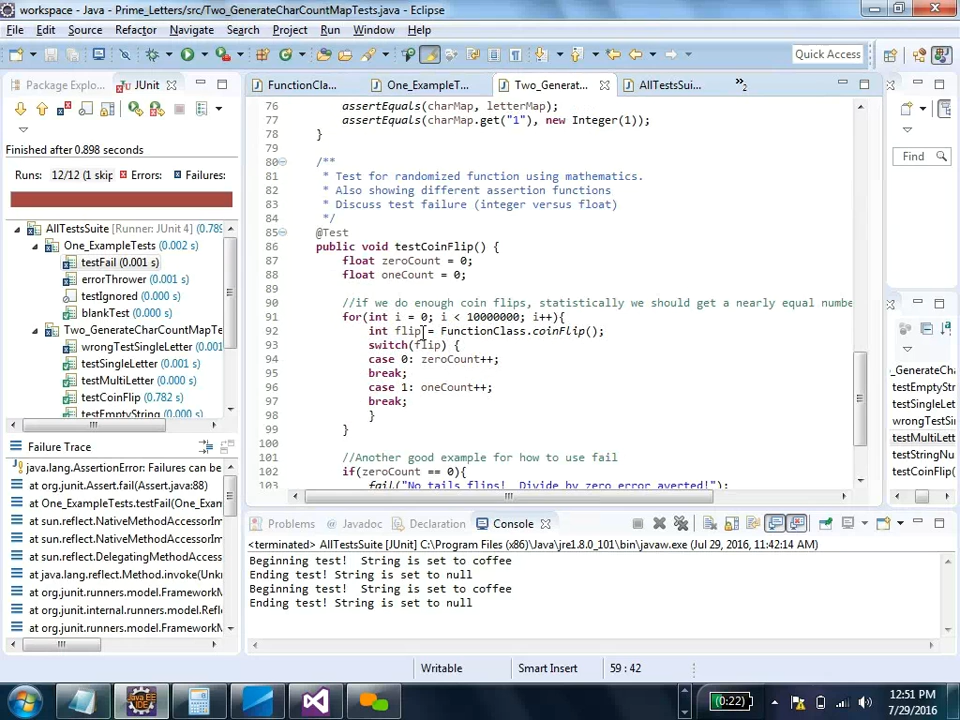 workspace - Java - Prime_Letters/src/Two_GenerateCharCountMapTests.java - Eclipse
File Edit Source Refactor Navigate Search Project Run Window Help
Quick Access
Package Explo... JUnit
FunctionCla... One_ExampleT... Two_Generat... AllTestsSuit... »2
Finished after 0.898 seconds
Runs: 12/12 (1 skip Errors: Failures:
AllTestsSuite [Runner: JUnit 4] (0.789
One_ExampleTests (0.002 s)
testFail (0.001 s)
errorThrower (0.001 s)
testIgnored (0.000 s)
blankTest (0.000 s)
Two_GenerateCharCountMapTe
wrongTestSingleLetter (0.001
testSingleLetter (0.001 s)
testMultiLetter (0.000 s)
testCoinFlip (0.782 s)
testEmptyString (0.000 s)
76 assertEquals(charMap, letterMap);
77 assertEquals(charMap.get("1"), new Integer(1));
78 }
79
80 /**
81 * Test for randomized function using mathematics.
82 * Also showing different assertion functions
83 * Discuss test failure (integer versus float)
84 */
85 @Test
86 public void testCoinFlip() {
87 float zeroCount = 0;
88 float oneCount = 0;
89
90 //if we do enough coin flips, statistically we should get a nearly equal numbe
91 for(int i = 0; i < 10000000; i++){
92 int flip = FunctionClass.coinFlip();
93 switch(flip) {
94 case 0: zeroCount++;
95 break;
96 case 1: oneCount++;
97 break;
98 }
99 }
100
101 //Another good example for how to use fail
102 if(zeroCount == 0){
103 fail("No tails flips! Divide by zero error averted!");
Find
_GenerateChar
testEmptyStr
testSingleLet
wrongTestSin
testMultiLett
testStringNu
testCoinFlip(
Failure Trace
java.lang.AssertionError: Failures can be
at org.junit.Assert.fail(Assert.java:88)
at One_ExampleTests.testFail(One_Exam
at sun.reflect.NativeMethodAccessorIm
at sun.reflect.NativeMethodAccessorIm
at sun.reflect.DelegatingMethodAccess
at java.lang.reflect.Method.invoke(Unkn
at org.junit.runners.model.FrameworkM
at org.junit.internal.runners.model.Refle
at org.junit.runners.model.FrameworkM
Problems Javadoc Declaration Console
<terminated> AllTestsSuite [JUnit] C:\Program Files (x86)\Java\jre1.8.0_101\bin\javaw.exe (Jul 29, 2016, 11:42:14 AM)
Beginning test! String is set to coffee
Ending test! String is set to null
Beginning test! String is set to coffee
Ending test! String is set to null
Writable Smart Insert 59 : 42
Java EE
IDE
(0:22)
12:51 PM
7/29/2016